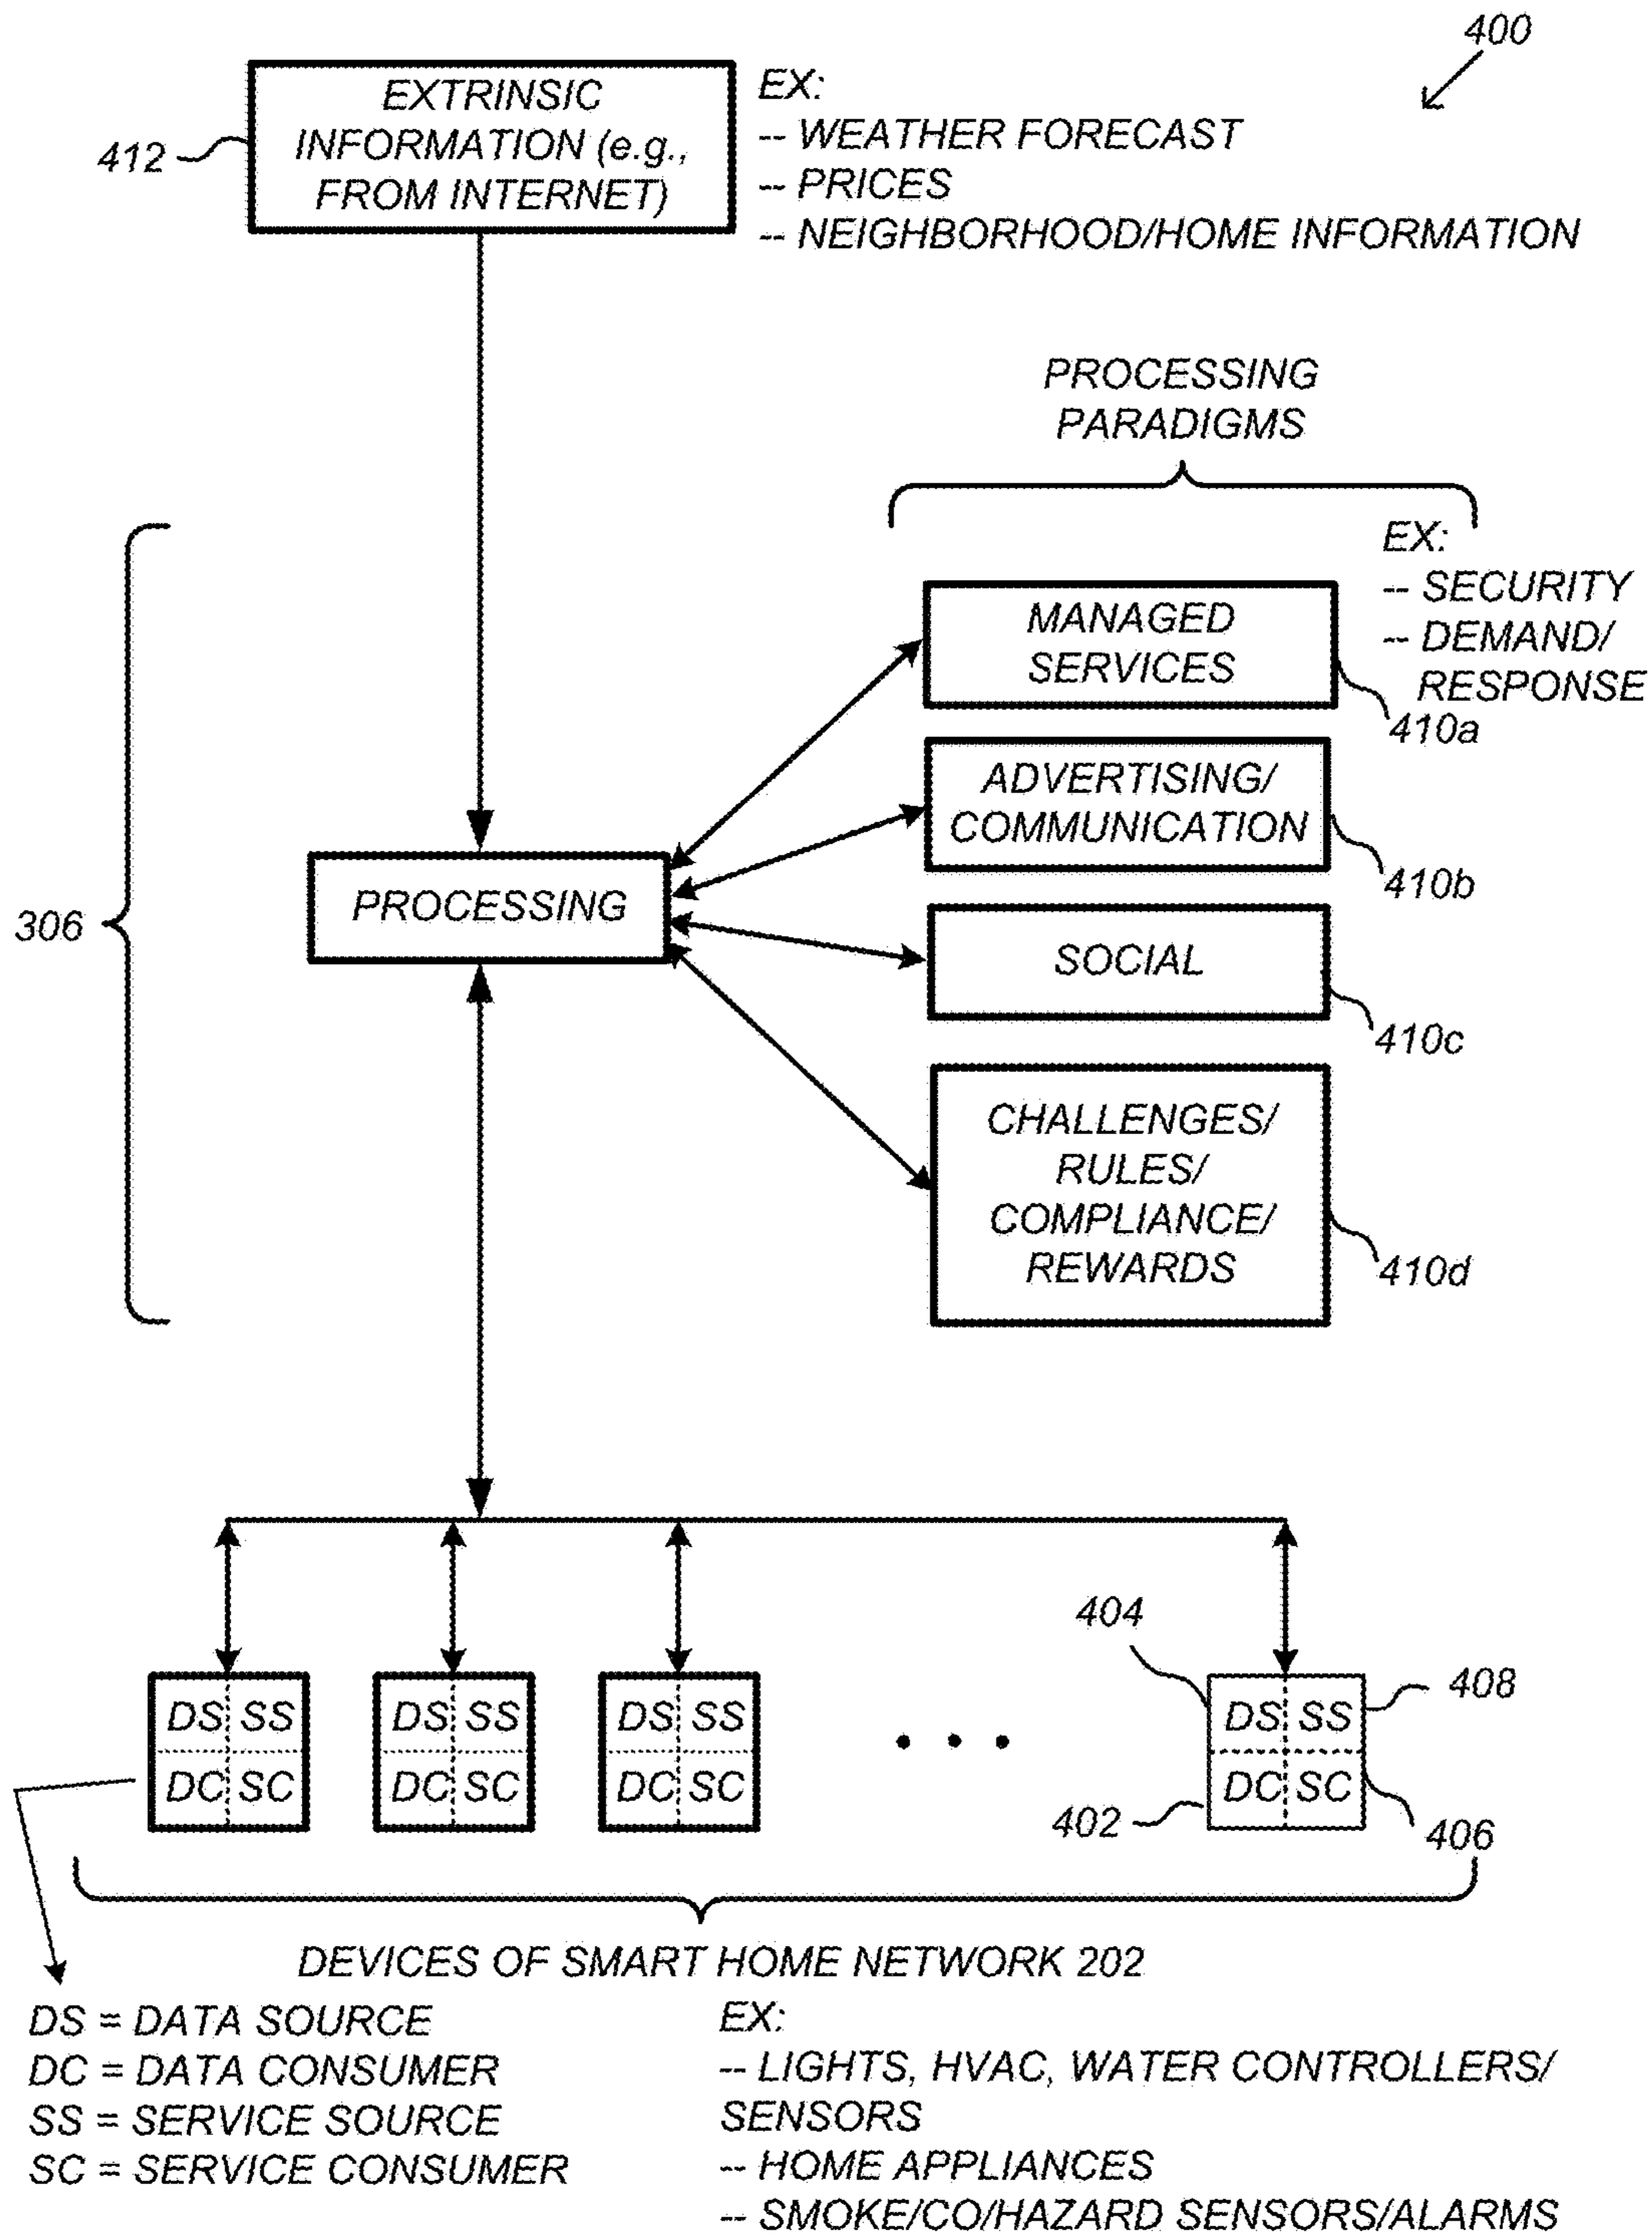 400
EXTRINSIC
INFORMATION (e.g.,
FROM INTERNET)
412
EX:
-- WEATHER FORECAST
-- PRICES
-- NEIGHBORHOOD/HOME INFORMATION
PROCESSING
PARADIGMS
EX:
-- SECURITY
-- DEMAND/
RESPONSE
MANAGED
SERVICES
410a
ADVERTISING/
COMMUNICATION
410b
306
PROCESSING
SOCIAL
410c
CHALLENGES/
RULES/
COMPLIANCE/
REWARDS
410d
404
408
DS SS
DC SC
DS SS
DC SC
DS SS
DC SC
. . .
DS SS
DC SC
402
406
DEVICES OF SMART HOME NETWORK 202
DS = DATA SOURCE
DC = DATA CONSUMER
SS = SERVICE SOURCE
SC = SERVICE CONSUMER
EX:
-- LIGHTS, HVAC, WATER CONTROLLERS/
SENSORS
-- HOME APPLIANCES
-- SMOKE/CO/HAZARD SENSORS/ALARMS